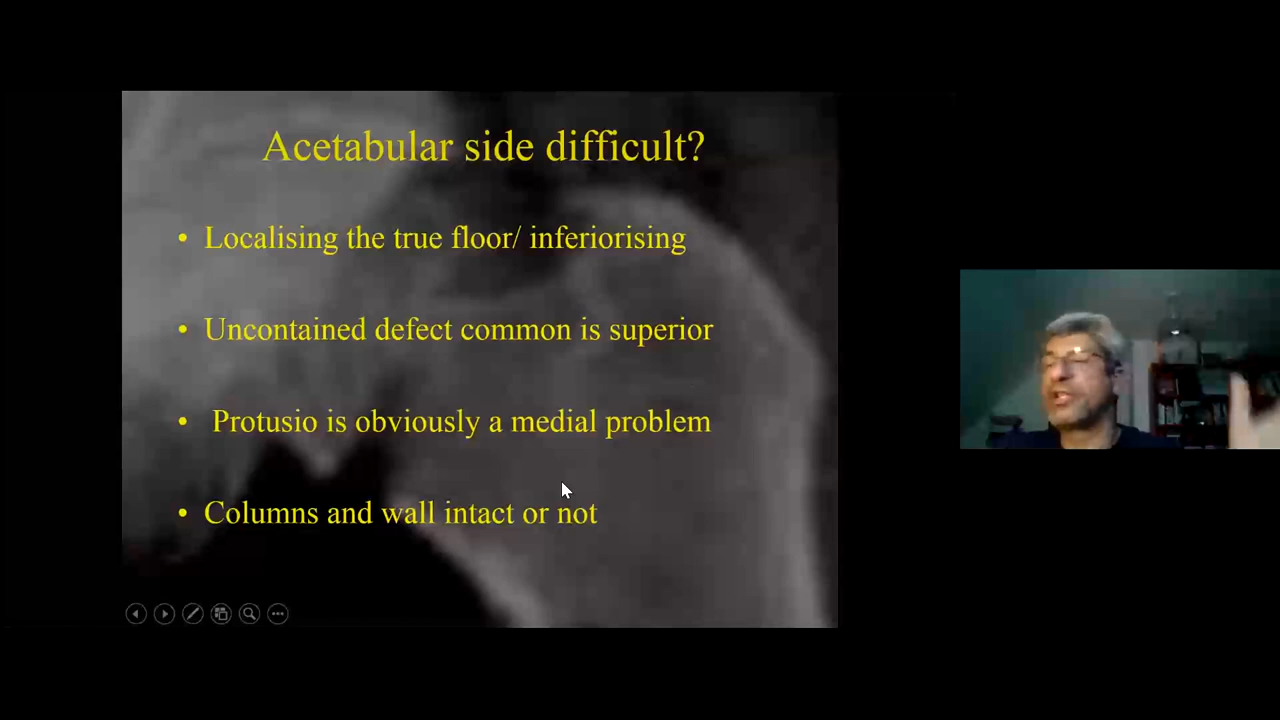 Acetabular side difficult?
• Localising the true floor/ inferiorising
• Uncontained defect common is superior
• Protusio is obviously a medial problem
• Columns and wall intact or not